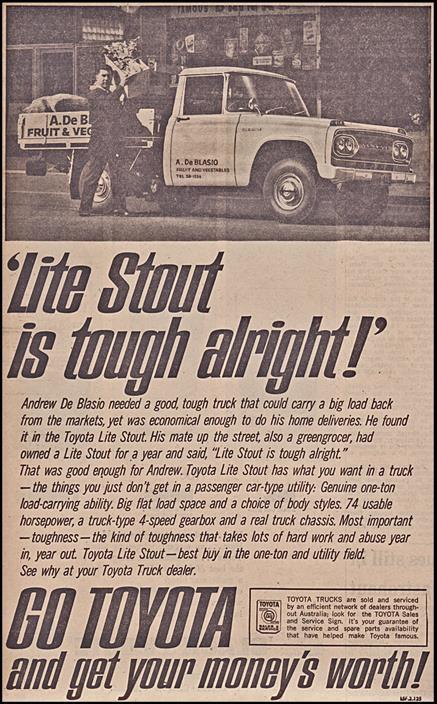 A. De B
FRUIT & VEG
A. De BLASIO
FRUIT AND VEGETABLES
'Lite Stout
is tough alright!'
Andrew De Blasio needed a good, tough truck that could carry a big load back
from the markets, yet was economical enough to do his home deliveries. He found
it in the Toyota Lite Stout. His mate up the street, also a greengrocer, had
owned a Lite Stout for a year and said, "Lite Stout is tough alright."
That was good enough for Andrew. Toyota Lite Stout has what you want in a truck
—the things you just don't get in a passenger car-type utility: Genuine one-ton
load-carrying ability. Big flat load space and a choice of body styles. 74 usable
horsepower, a truck-type 4-speed gearbox and a real truck chassis. Most important
—toughness—the kind of toughness that takes lots of hard work and abuse year
in, year out. Toyota Lite Stout—best buy in the one-ton and utility field.
See why at your Toyota Truck dealer.
GO TOYOTA
and get your money's worth!
TOYOTA
SALES &
SERVICE
TOYOTA TRUCKS are sold and serviced
by an efficient network of dealers through-
out Australia; look for the TOYOTA Sales
and Service Sign. It's your guarantee of
the service and spare parts availability
that have helped make Toyota famous.